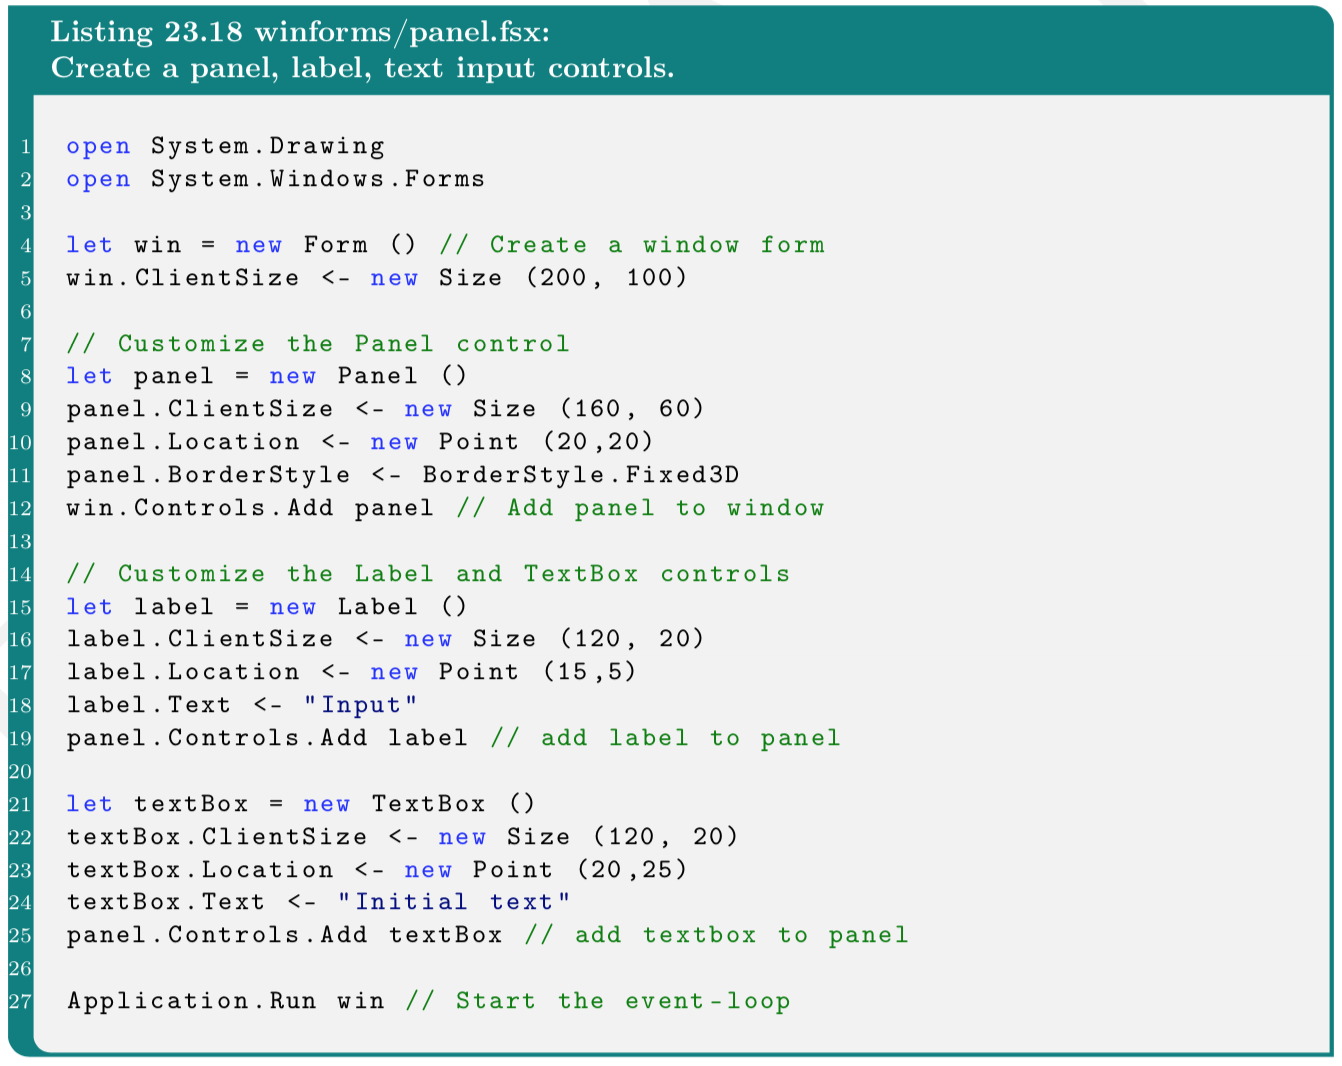 Listing 23.18 winforms/panel.fsx:
Create a panel, label, text input controls.
1 open System.Drawing
2 open System.Windows.Forms
3
4 let win = new Form () // Create a window form
5 win.ClientSize <- new Size (200, 100)
6
7 // Customize the Panel control
8 let panel = new Panel ()
9 panel.ClientSize <- new Size (160, 60)
10 panel.Location <- new Point (20,20)
11 panel.BorderStyle <- BorderStyle.Fixed3D
12 win.Controls.Add panel // Add panel to window
13
14 // Customize the Label and TextBox controls
15 let label = new Label ()
16 label.ClientSize <- new Size (120, 20)
17 label.Location <- new Point (15,5)
18 label.Text <- "Input"
19 panel.Controls.Add label // add label to panel
20
21 let textBox = new TextBox ()
22 textBox.ClientSize <- new Size (120, 20)
23 textBox.Location <- new Point (20,25)
24 textBox.Text <- "Initial text"
25 panel.Controls.Add textBox // add textbox to panel
26
27 Application.Run win // Start the event-loop